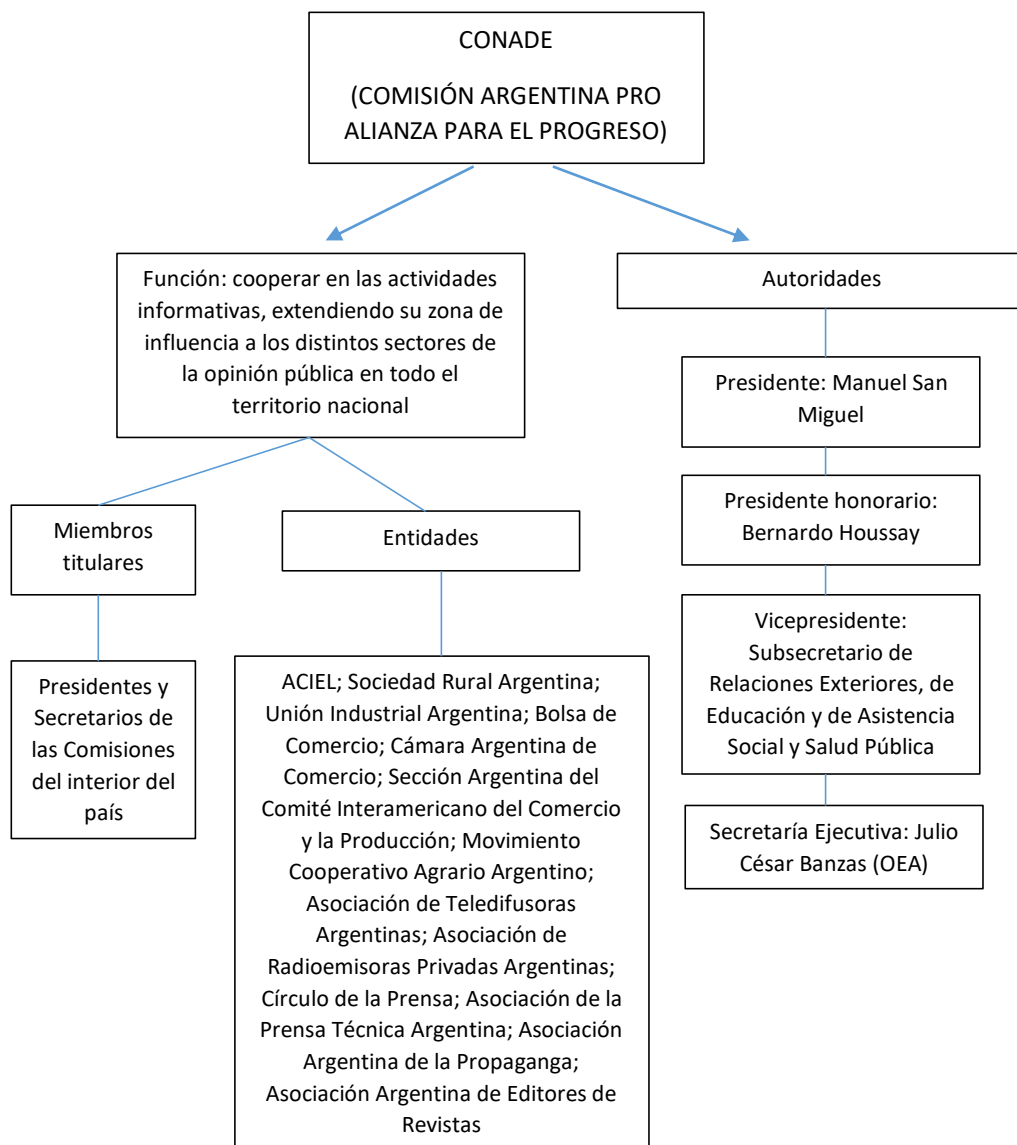 CONADE
(COMISIÓN ARGENTINA PRO
ALIANZA PARA EL PROGRESO)
Función: cooperar en las actividades
informativas, extendiendo su zona de
influencia a los distintos sectores de
la opinión pública en todo el
territorio nacional
Autoridades
Presidente: Manuel San
Miguel
Presidente honorario:
Bernardo Houssay
Vicepresidente:
Subsecretario de
Relaciones Exteriores, de
Educación y de Asistencia
Social y Salud Pública
Secretaría Ejecutiva: Julio
César Banzas (OEA)
Miembros
titulares
Presidentes y
Secretarios de
las Comisiones
del interior del
país
Entidades
ACIEL; Sociedad Rural Argentina;
Unión Industrial Argentina; Bolsa de
Comercio; Cámara Argentina de
Comercio; Sección Argentina del
Comité Interamericano del Comercio
y la Producción; Movimiento
Cooperativo Agrario Argentino;
Asociación de Teledifusoras
Argentinas; Asociación de
Radioemisoras Privadas Argentinas;
Círculo de la Prensa; Asociación de la
Prensa Técnica Argentina; Asociación
Argentina de la Propaganga;
Asociación Argentina de Editores de
Revistas